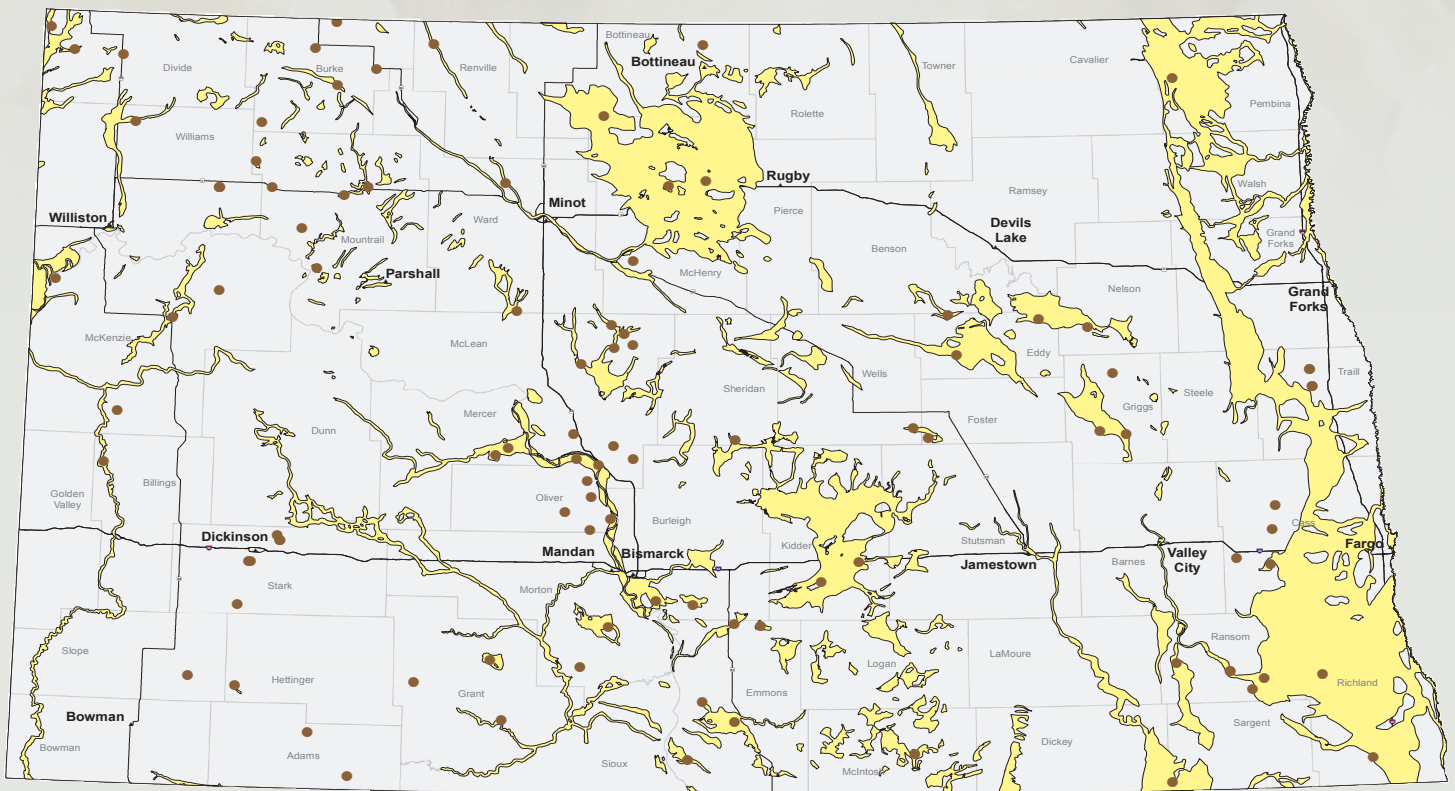 Bottineau
Bottineau
Divide
Burke
Renville
Towner
Cavalier
Rolette
Pembina
Williams
Rugby
Walsh
Ramsey
Williston
Minot
Ward
Pierce
Devils
Lake
Mountrail
Benson
Grand
Forks
Parshall
McHenry
Nelson
Grand
Forks
McKenzie
McLean
Eddy
Sheridan
Wells
Traill
Steele
Mercer
Griggs
Foster
Dunn
Billings
Golden
Valley
Oliver
Burleigh
Cass
Dickinson
Mandan
Bismarck
Kidder
Stutsman
Jamestown
Barnes
Valley
City
Fargo
Stark
Morton
Slope
Ransom
Logan
LaMoure
Hettinger
Grant
Emmons
Richland
Bowman
Sargent
Bowman
Adams
Sioux
McIntosh
Dickey